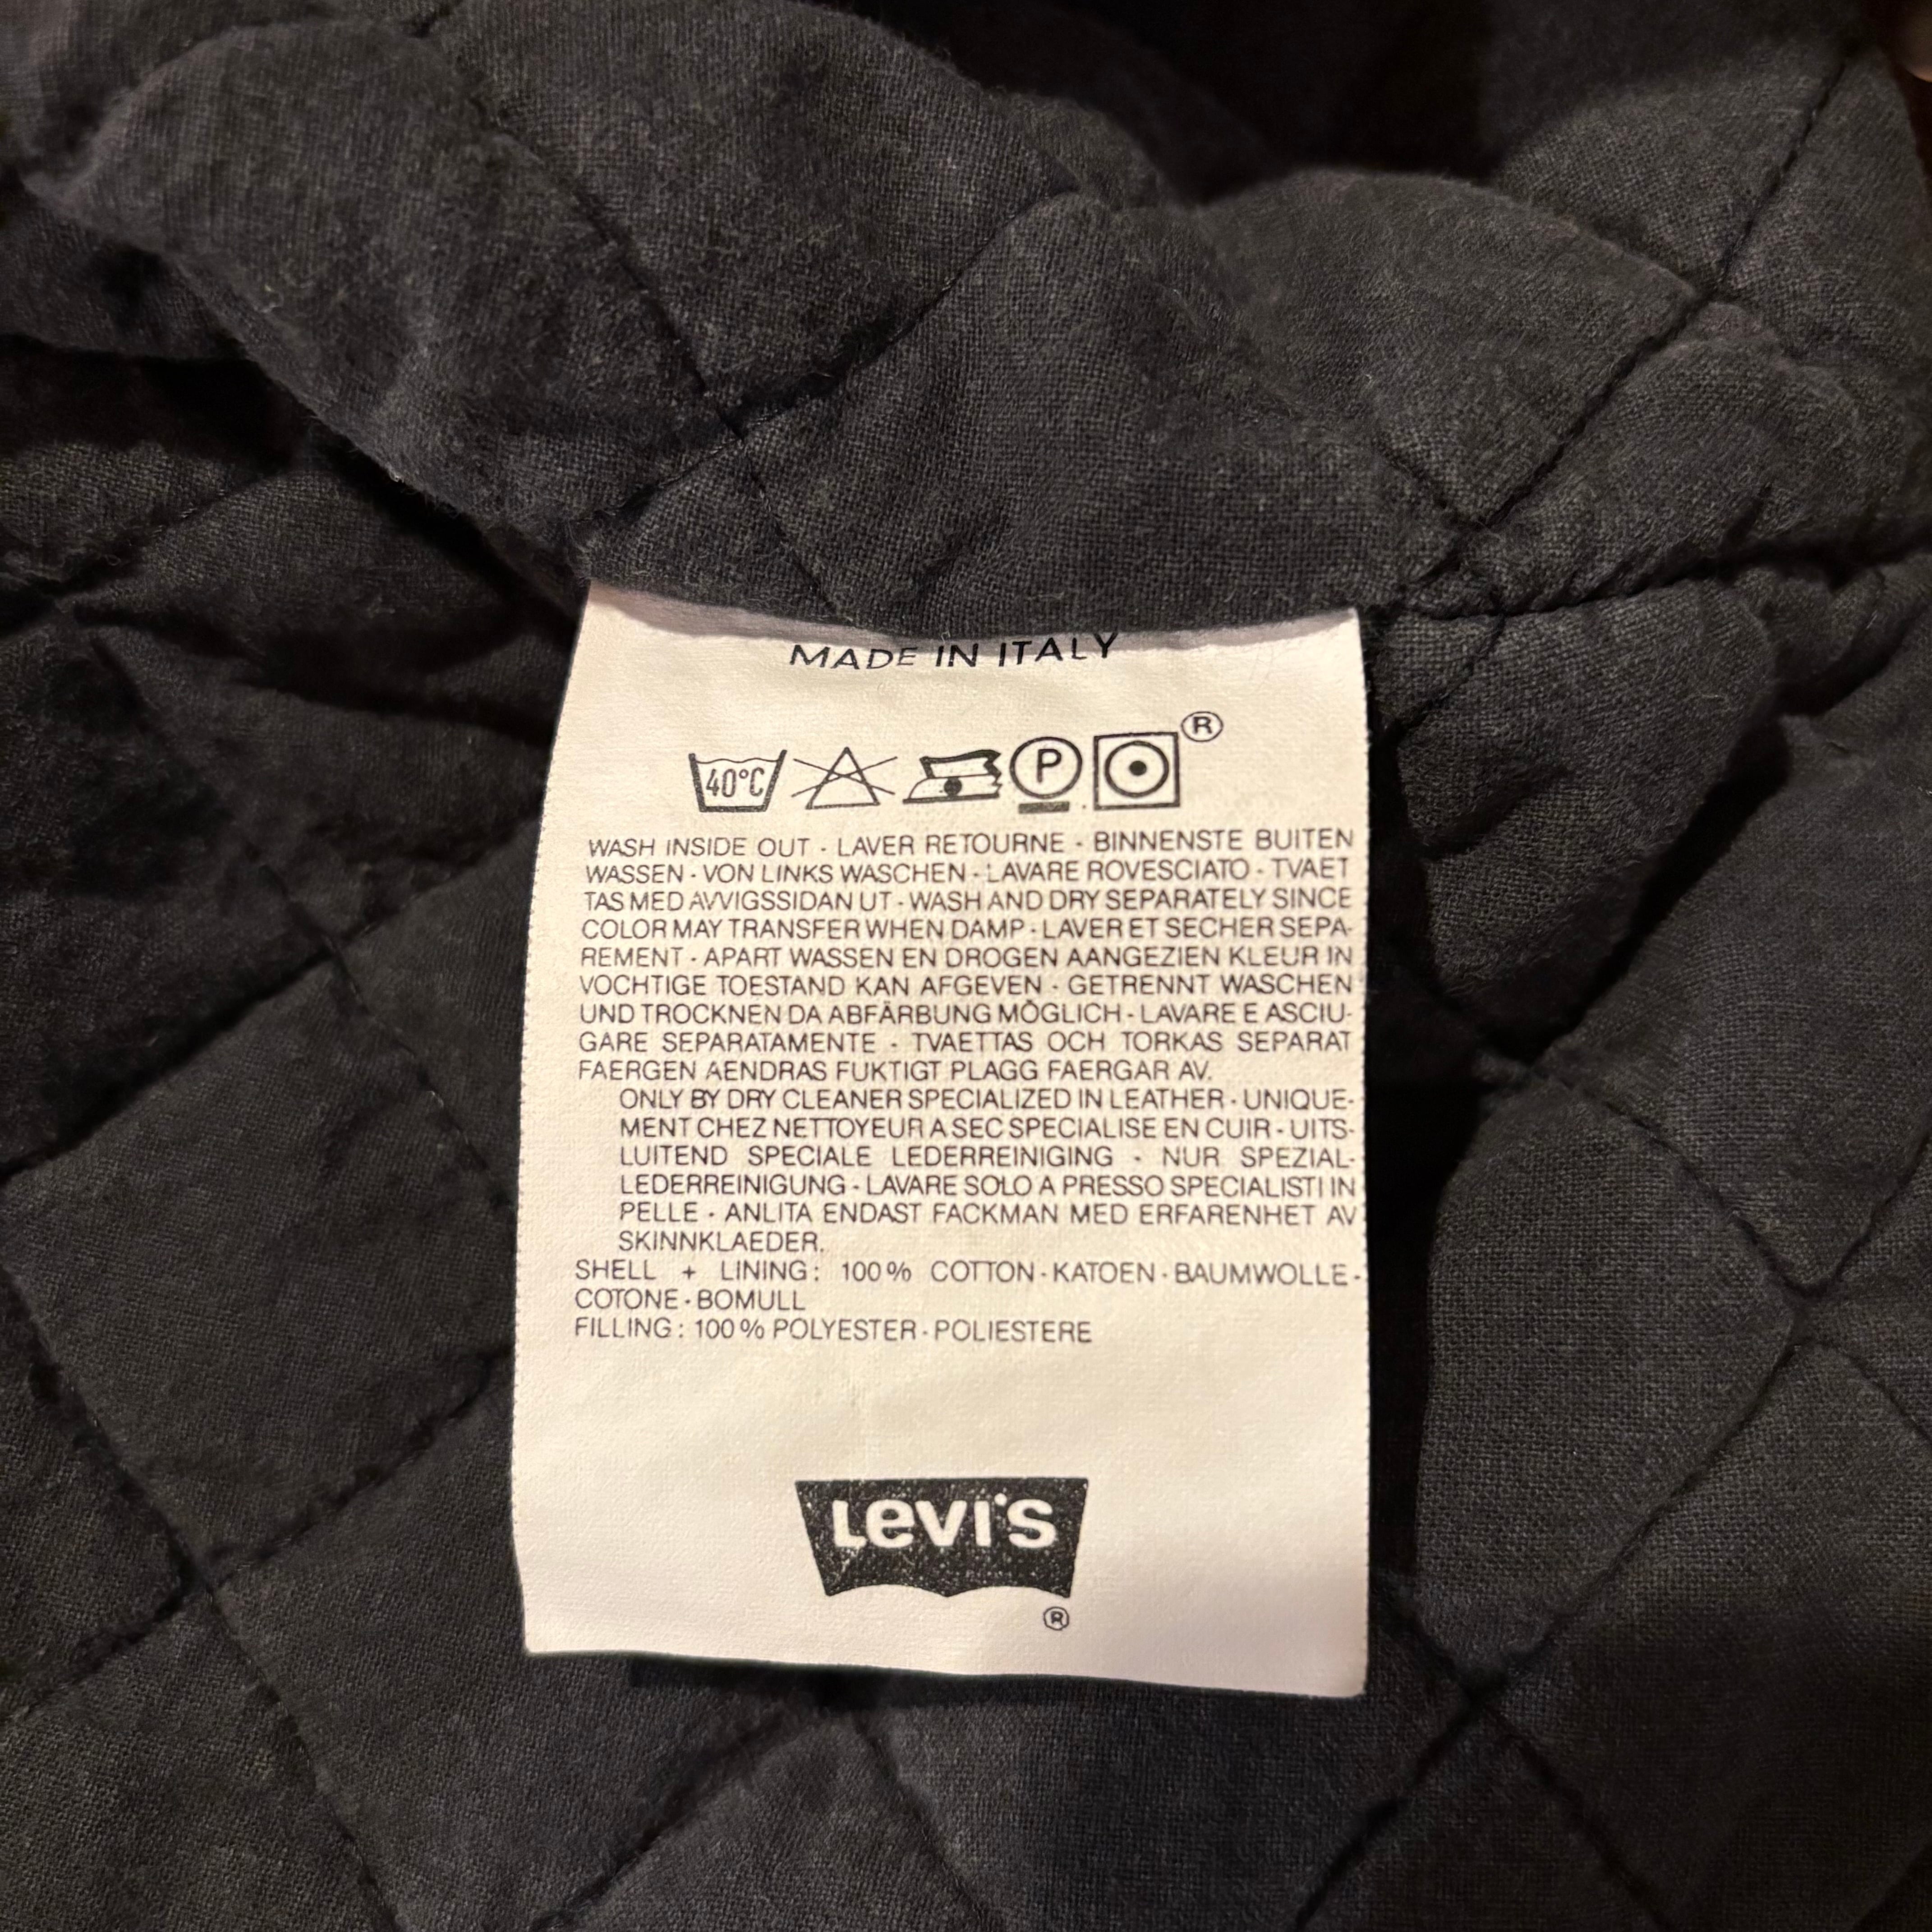 MADE IN ITALY
40°C P ®
WASH INSIDE OUT - LAVER RETOURNE - BINNENSTE BUITEN
WASSEN - VON LINKS WASCHEN - LAVARE ROVESCIATO - TVAET
TAS MED AVVIGSSIDAN UT - WASH AND DRY SEPARATELY SINCE
COLOR MAY TRANSFER WHEN DAMP - LAVER ET SECHER SEPA-
REMENT - APART WASSEN EN DROGEN AANGEZIEN KLEUR IN
VOCHTIGE TOESTAND KAN AFGEVEN - GETRENNT WASCHEN
UND TROCKNEN DA ABFÄRBUNG MÖGLICH - LAVARE E ASCIU-
GARE SEPARATAMENTE - TVAETTAS OCH TORKAS SEPARAT
FAERGEN AENDRAS FUKTIGT PLAGG FAERGAR AV.
ONLY BY DRY CLEANER SPECIALIZED IN LEATHER - UNIQUE-
MENT CHEZ NETTOYEUR A SEC SPECIALISE EN CUIR - UITS-
LUITEND SPECIALE LEDERREINIGING - NUR SPEZIAL-
LEDERREINIGUNG - LAVARE SOLO A PRESSO SPECIALISTI IN
PELLE - ANLITA ENDAST FACKMAN MED ERFARENHET AV
SKINNKLAEDER.
SHELL + LINING: 100% COTTON - KATOEN - BAUMWOLLE -
COTONE - BOMULL
FILLING: 100% POLYESTER - POLIESTERE
LEVI'S
®